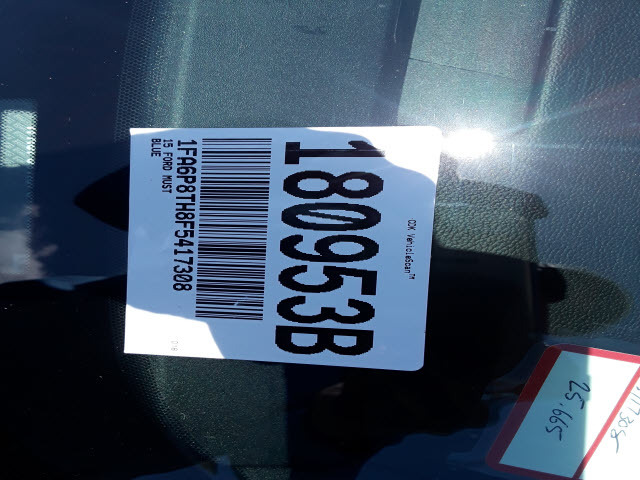 CDK VehicleScan™
180953B
1FA6P8TH8F5417308
15 FORD MUST
BLUE
25,665